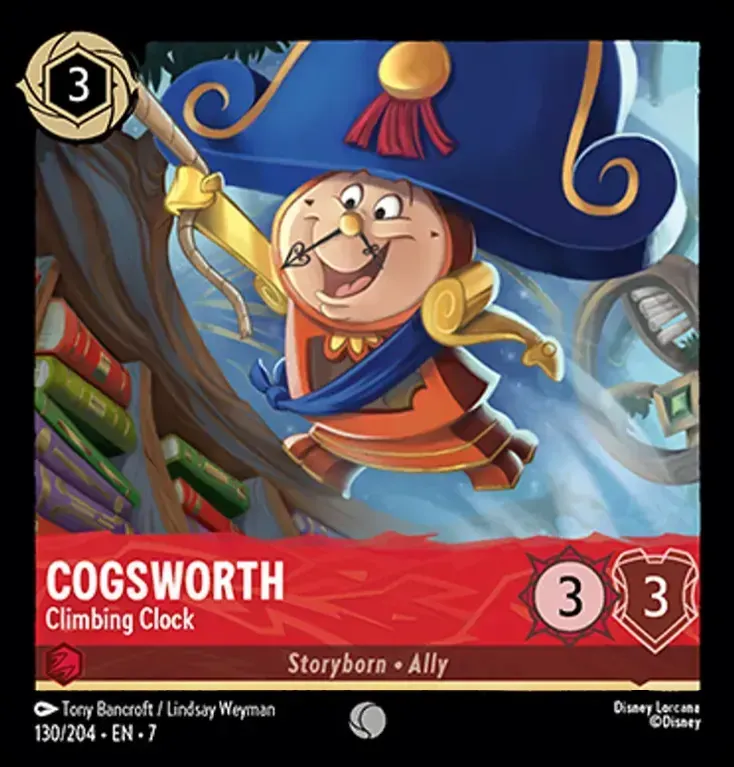 3
COGSWORTH
Climbing Clock
3
3
Storyborn • Ally
Tony Bancroft / Lindsay Weyman
130/204 • EN • 7
Disney Lorcana
©Disney